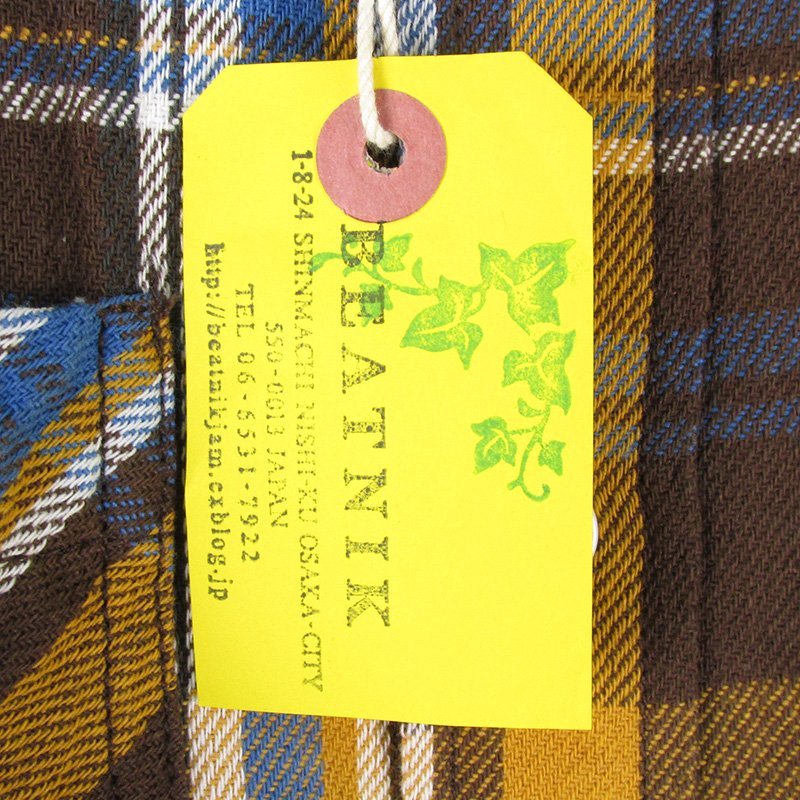 BEATNIK
1-8-24 SHINMACHI NISHI-KU OSAKA-CITY
550-0013 JAPAN
TEL 06-6531-7922
http://beatnikjam.exblog.jp